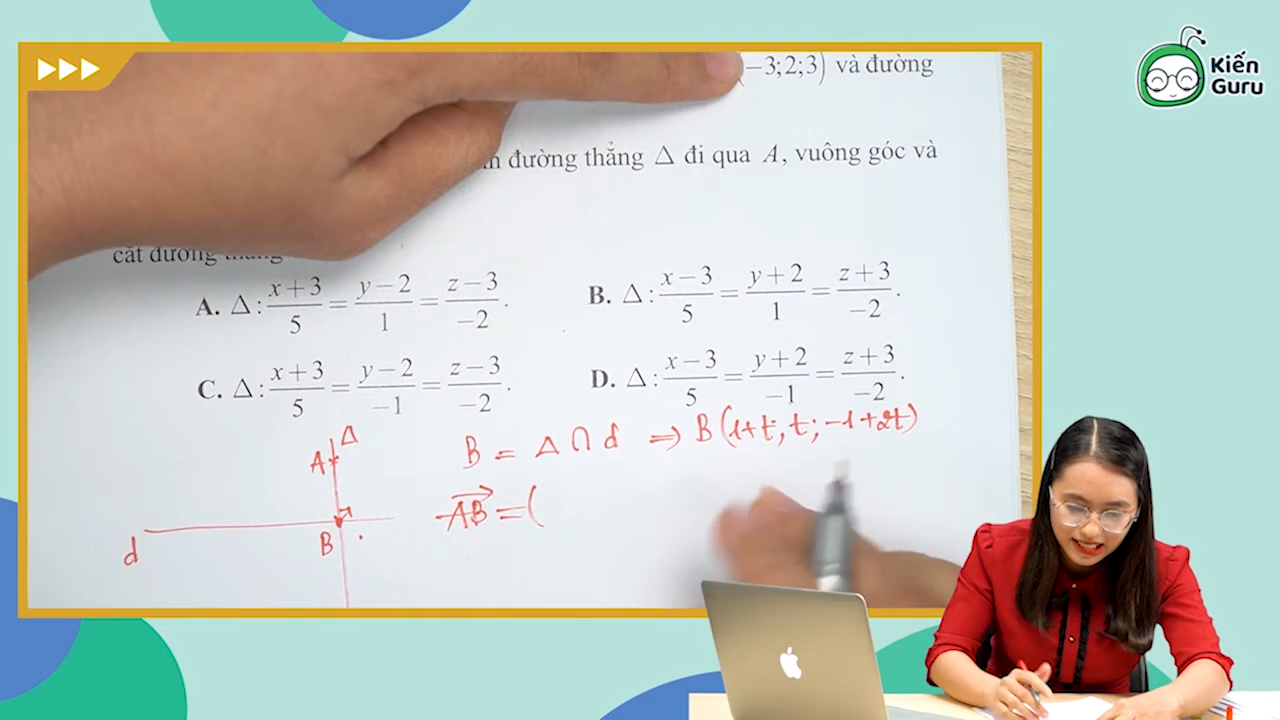 Kiến
Guru
−3;2;3) và đường
đường thẳng Δ đi qua A, vuông góc và
cắt đường
A. Δ: x+3/5 = y−2/1 = z−3/−2.
B. Δ: x−3/5 = y+2/1 = z+3/−2.
C. Δ: x+3/5 = y−2/−1 = z−3/−2.
D. Δ: x−3/5 = y+2/−1 = z+3/−2.
B = Δ ∩ d ⇒ B(1+t; t; −1+2t)
Δ
A
AB = (
d
B